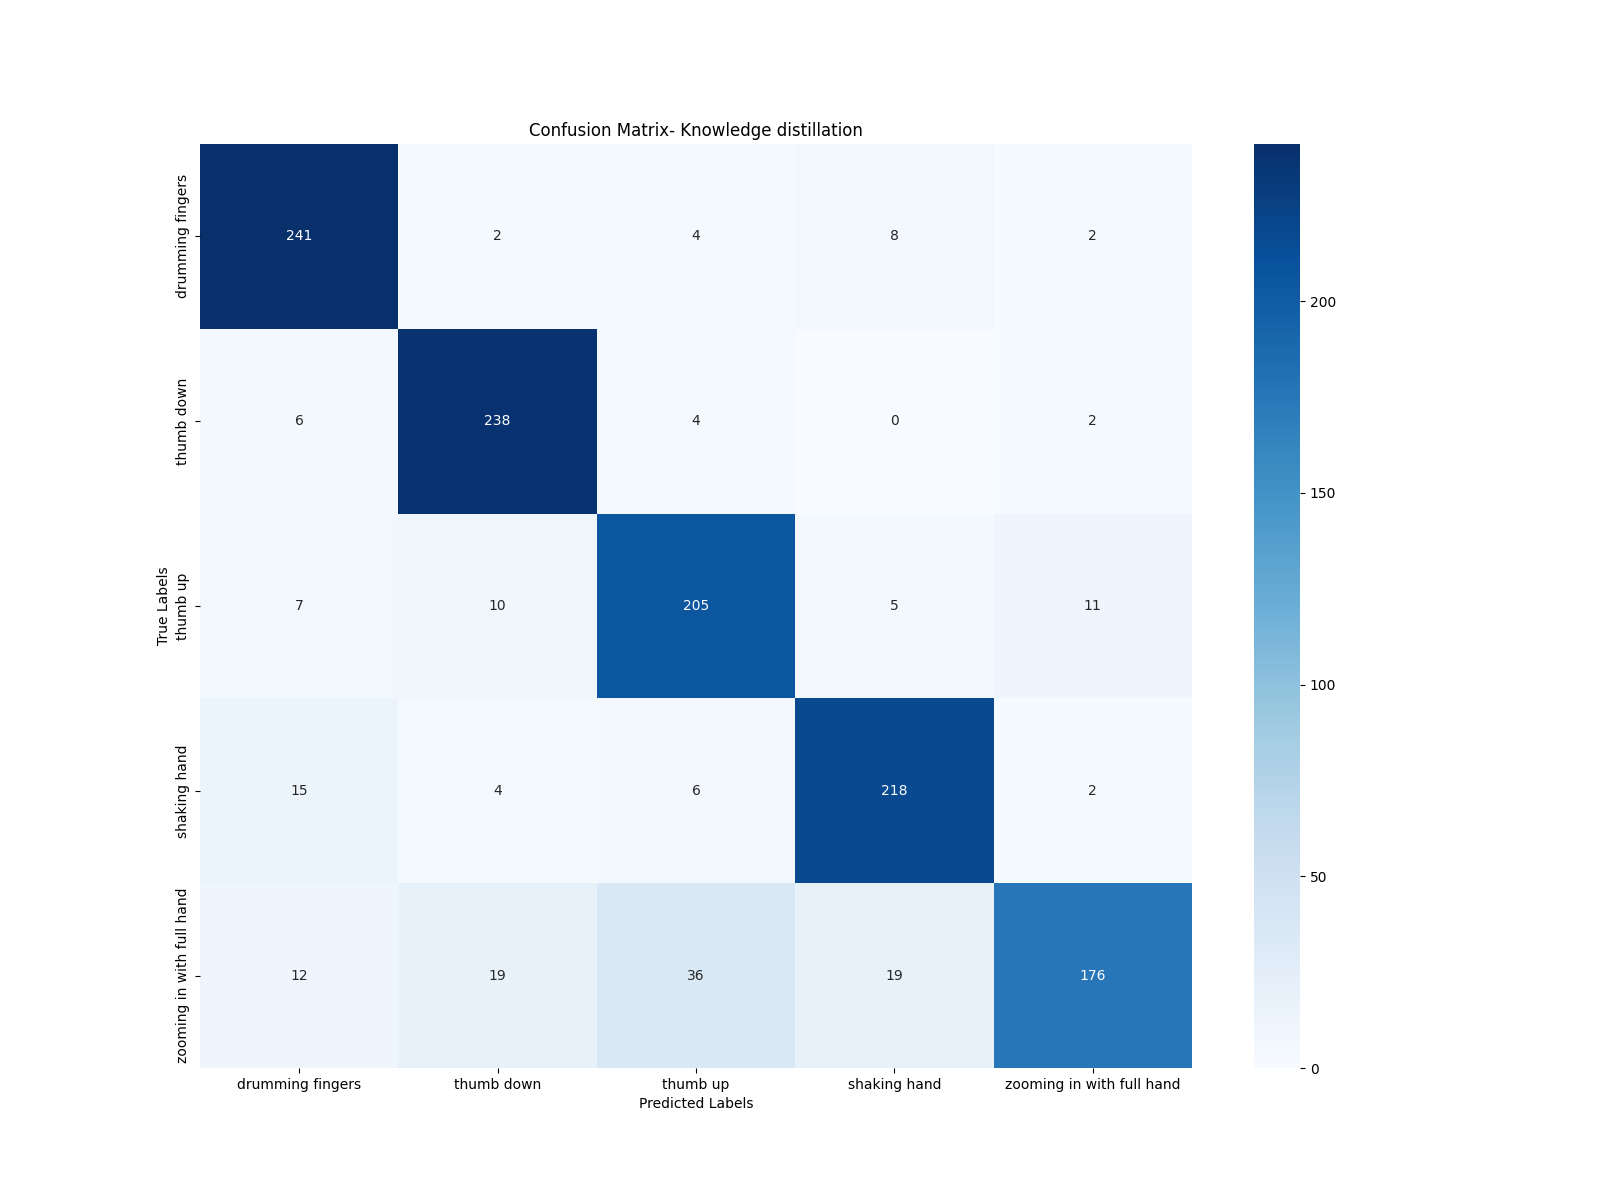 Confusion Matrix- Knowledge distillation
True Labels
drumming fingers
241 2 4 8 2
thumb down
6 238 4 0 2
thumb up
7 10 205 5 11
shaking hand
15 4 6 218 2
zooming in with full hand
12 19 36 19 176
drumming fingers thumb down thumb up shaking hand zooming in with full hand
Predicted Labels
200
150
100
50
0